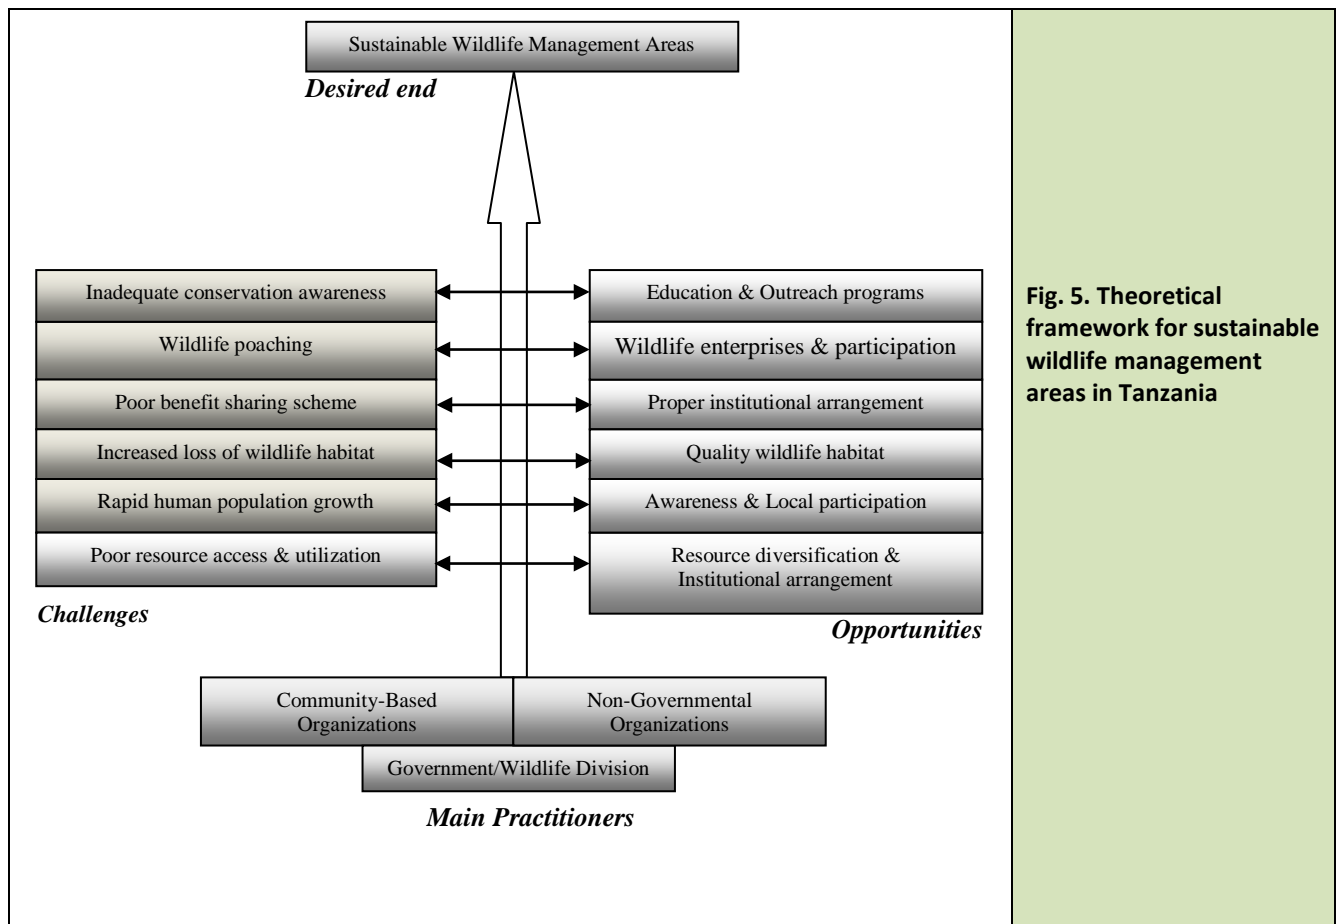 Sustainable Wildlife Management Areas
Desired end
Inadequate conservation awareness
Wildlife poaching
Poor benefit sharing scheme
Increased loss of wildlife habitat
Rapid human population growth
Poor resource access & utilization
Challenges
Education & Outreach programs
Wildlife enterprises & participation
Proper institutional arrangement
Quality wildlife habitat
Awareness & Local participation
Resource diversification &
Institutional arrangement
Opportunities
Community-Based
Organizations
Non-Governmental
Organizations
Government/Wildlife Division
Main Practitioners
Fig. 5. Theoretical
framework for sustainable
wildlife management
areas in Tanzania